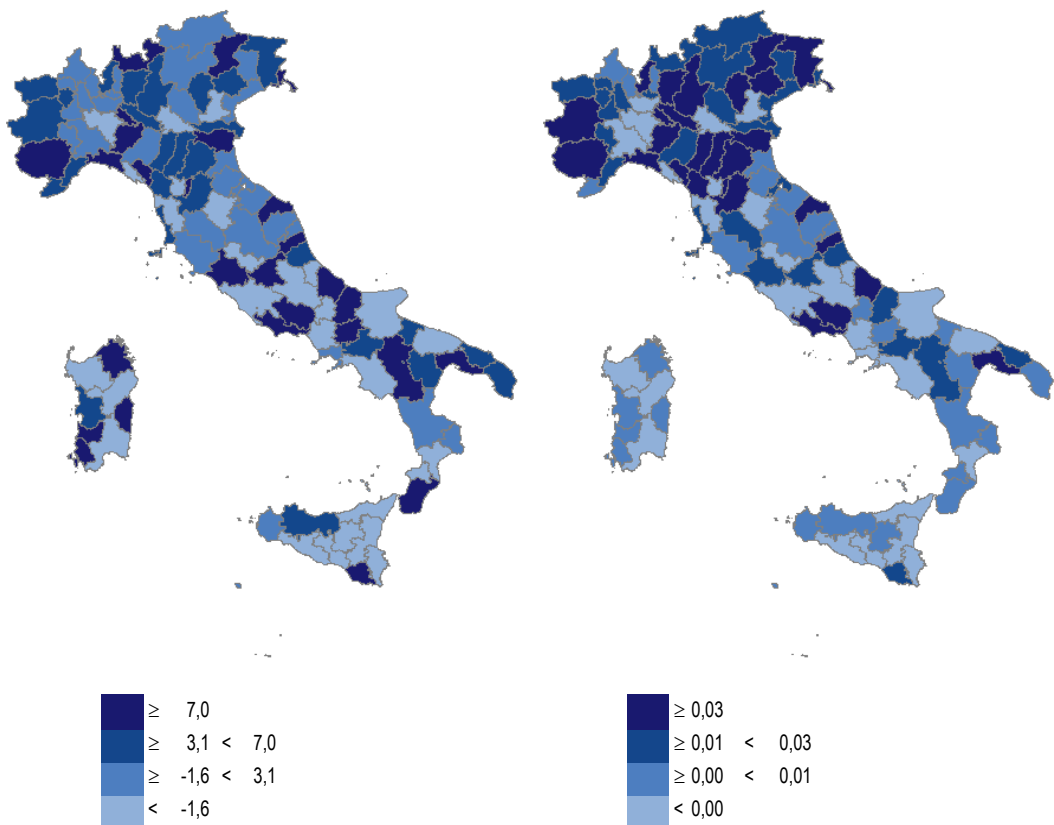 ≥ 7,0
≥ 3,1 < 7,0
≥ -1,6 < 3,1
< -1,6
≥ 0,03
≥ 0,01 < 0,03
≥ 0,00 < 0,01
< 0,00